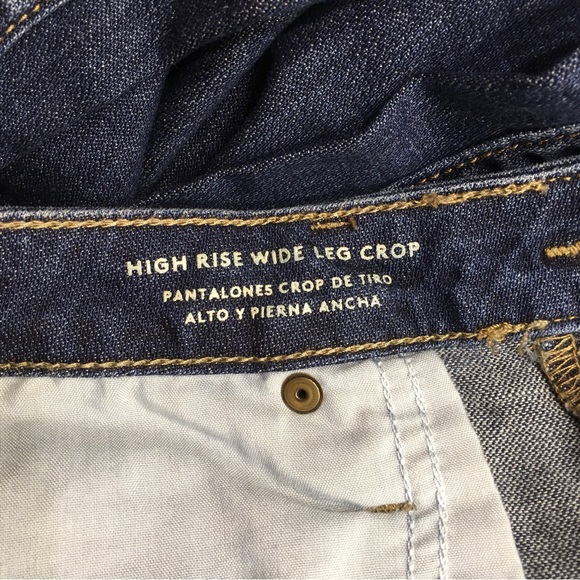 HIGH RISE WIDE LEG CROP
PANTALONES CROP DE TIRO
ALTO Y PIERNA ANCHA